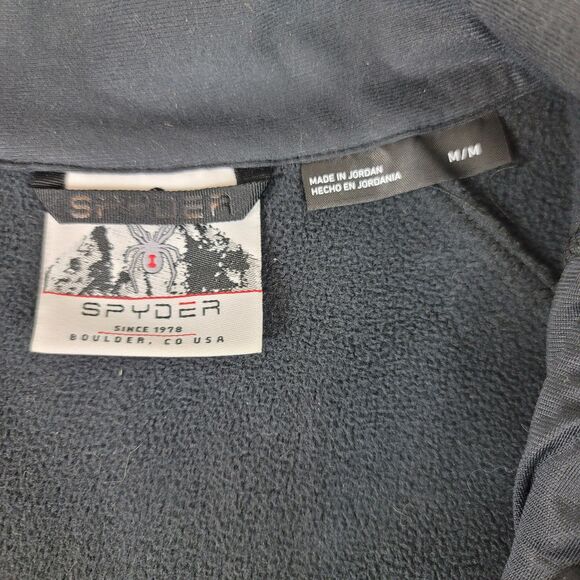 SPYDER
SPYDER
SINCE 1978
BOULDER, CO USA
MADE IN JORDAN
HECHO EN JORDANIA
M/M